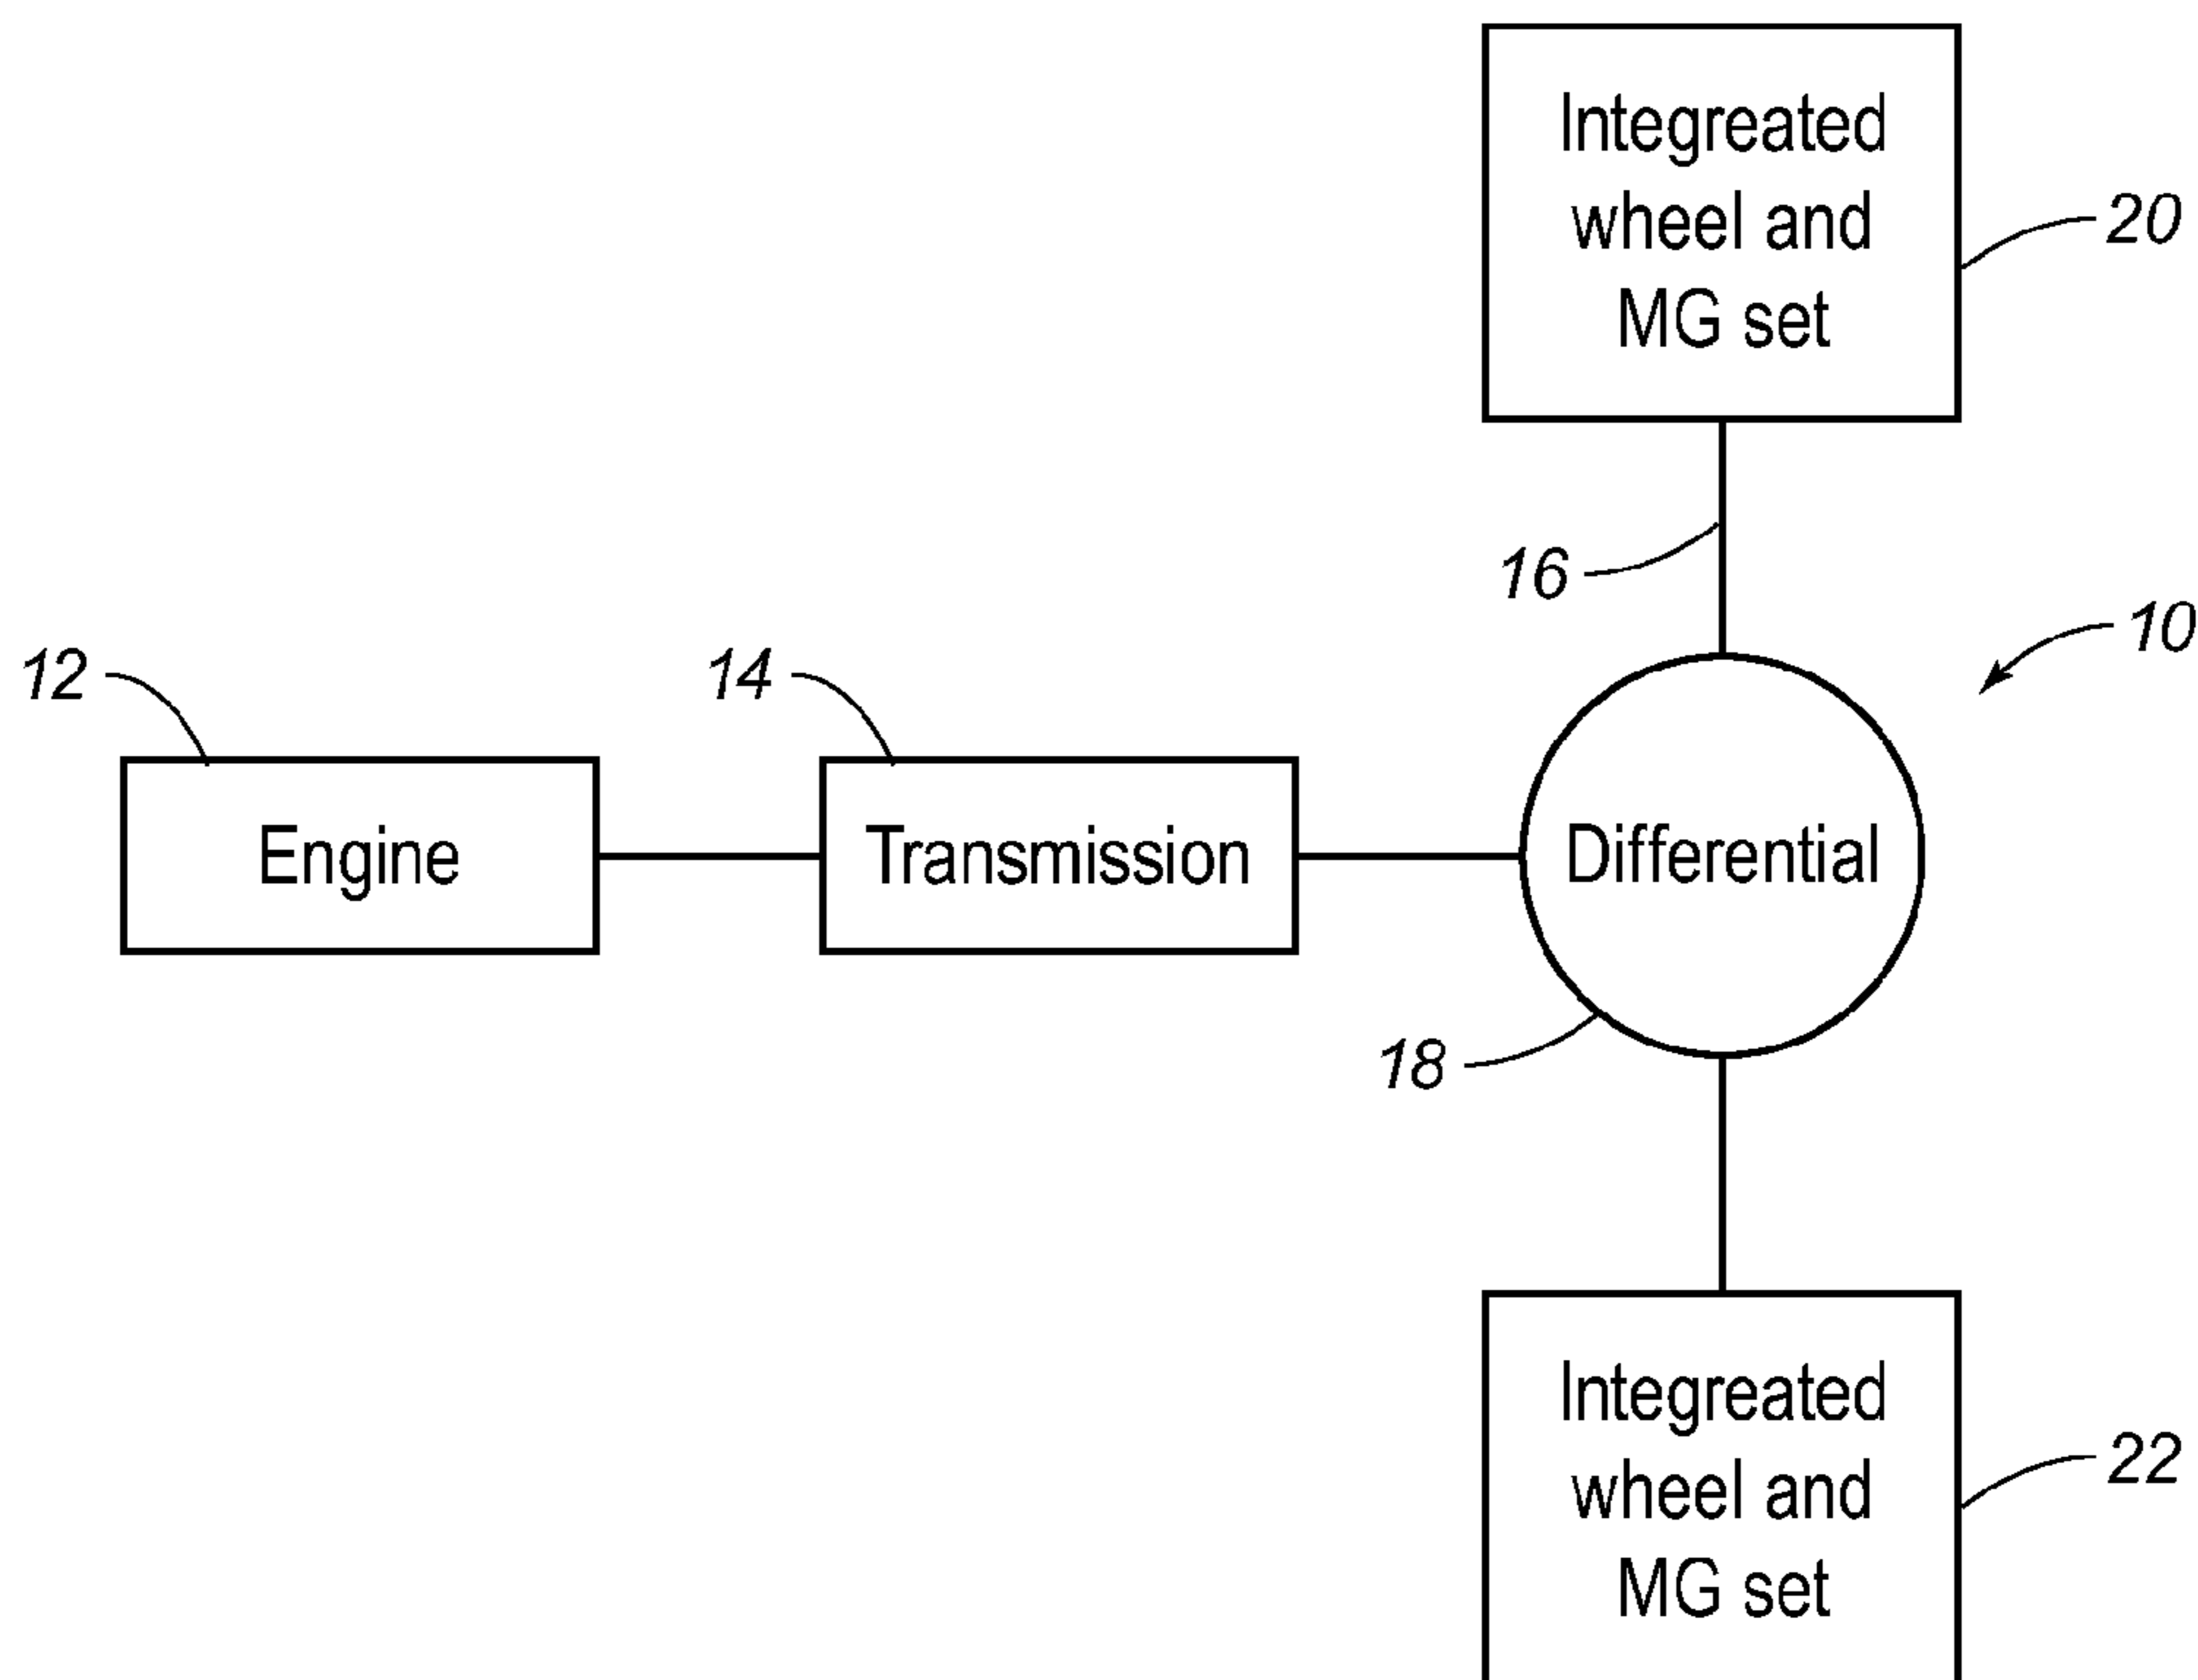 Integreated
wheel and
MG set
20
16
10
12
14
Engine
Transmission
Differential
18
Integreated
wheel and
MG set
22